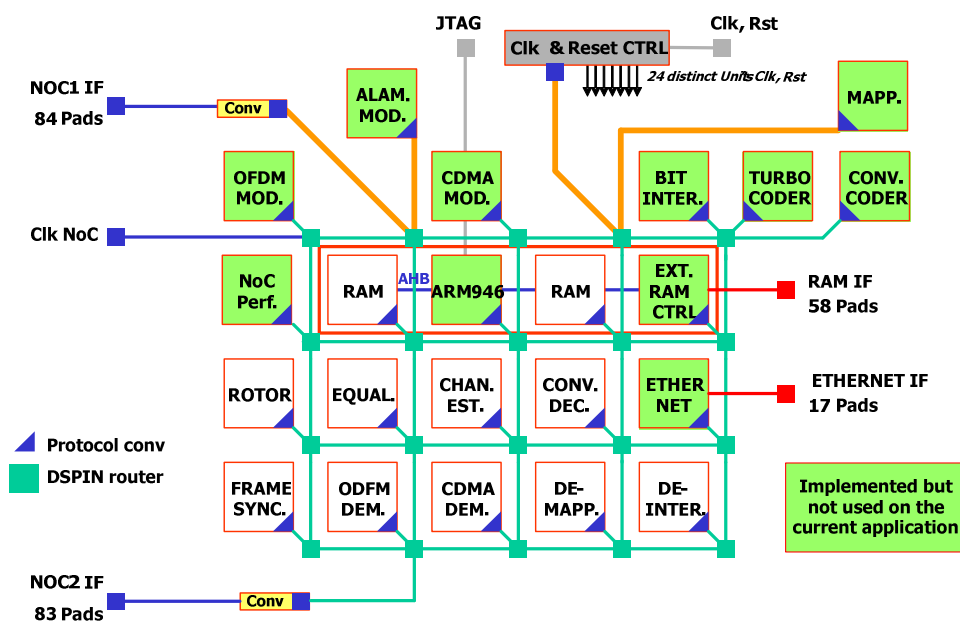 JTAG
Clk, Rst
Clk & Reset CTRL
24 distinct Units Clk, Rst
NOC1 IF
84 Pads
Conv
ALAM.
MOD.
MAPP.
OFDM
MOD.
CDMA
MOD.
BIT
INTER.
TURBO
CODER
CONV.
CODER
Clk NoC
NoC
Perf.
RAM
AHB
ARM946
RAM
EXT.
RAM
CTRL
RAM IF
58 Pads
ROTOR
EQUAL.
CHAN.
EST.
CONV.
DEC.
ETHER
NET
ETHERNET IF
17 Pads
Protocol conv
DSPIN router
FRAME
SYNC.
ODFM
DEM.
CDMA
DEM.
DE-
MAPP.
DE-
INTER.
Implemented but
not used on the
current application
NOC2 IF
83 Pads
Conv